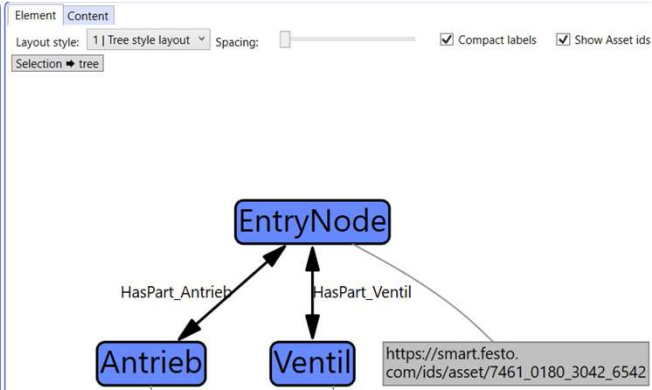 Element Content
Layout style: 1 | Tree style layout Spacing: Compact labels Show Asset ids
Selection ➡ tree
EntryNode
HasPart_Antrieb HasPart_Ventil
Antrieb Ventil
https://smart.festo.
com/ids/asset/7461_0180_3042_6542